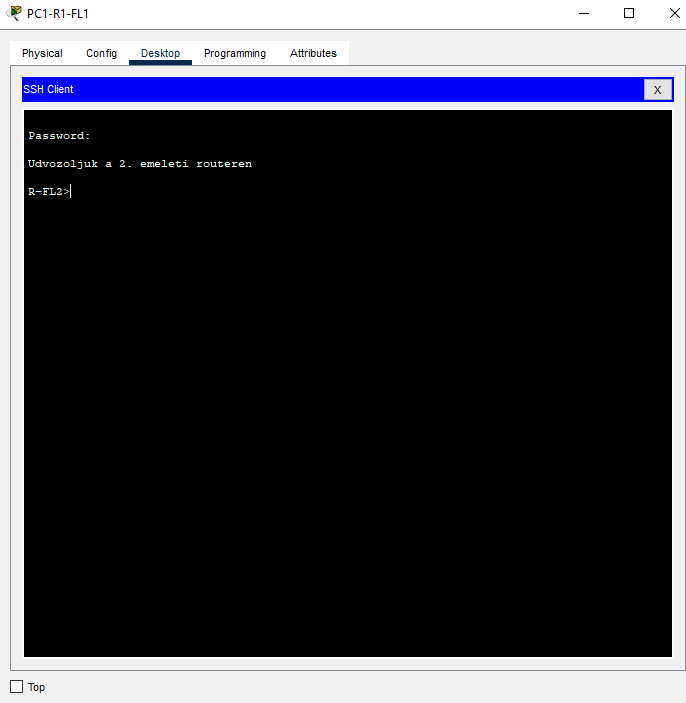 PC1-R1-FL1
Physical Config Desktop Programming Attributes
SSH Client X
Password:
Udvozoljuk a 2. emeleti routeren
R-FL2>
Top